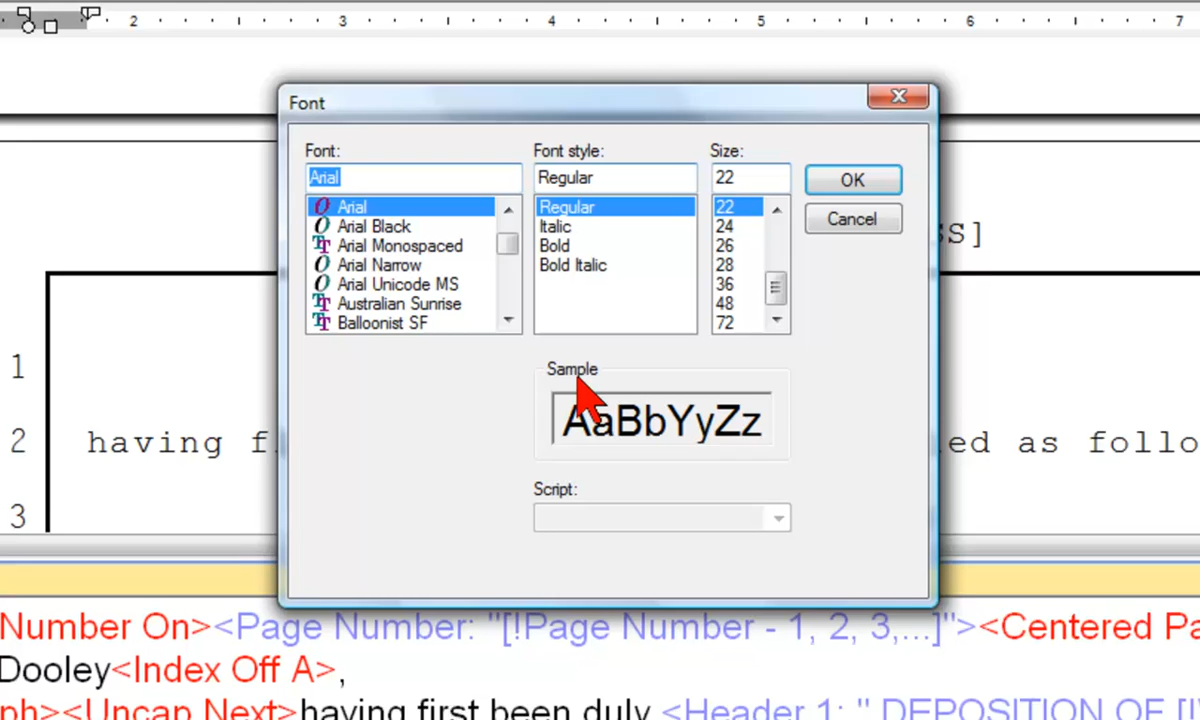 2 3 4 5 6 7
Font
Font: Font style: Size:
Arial Regular 22 OK
Arial Regular 22
Arial Black Italic 24 Cancel
Arial Monospaced Bold 26
Arial Narrow Bold Italic 28
Arial Unicode MS 36
Australian Sunrise 48
Balloonist SF 72
S]
Sample
AaBbYyZz
Script:
1
2 having f ed as follo
3
Number On><Page Number: "[!Page Number - 1, 2, 3,...]"><Centered Pa
Dooley<Index Off A>,
ph><Uncap Next>having first been duly <Header 1: " DEPOSITION OF [